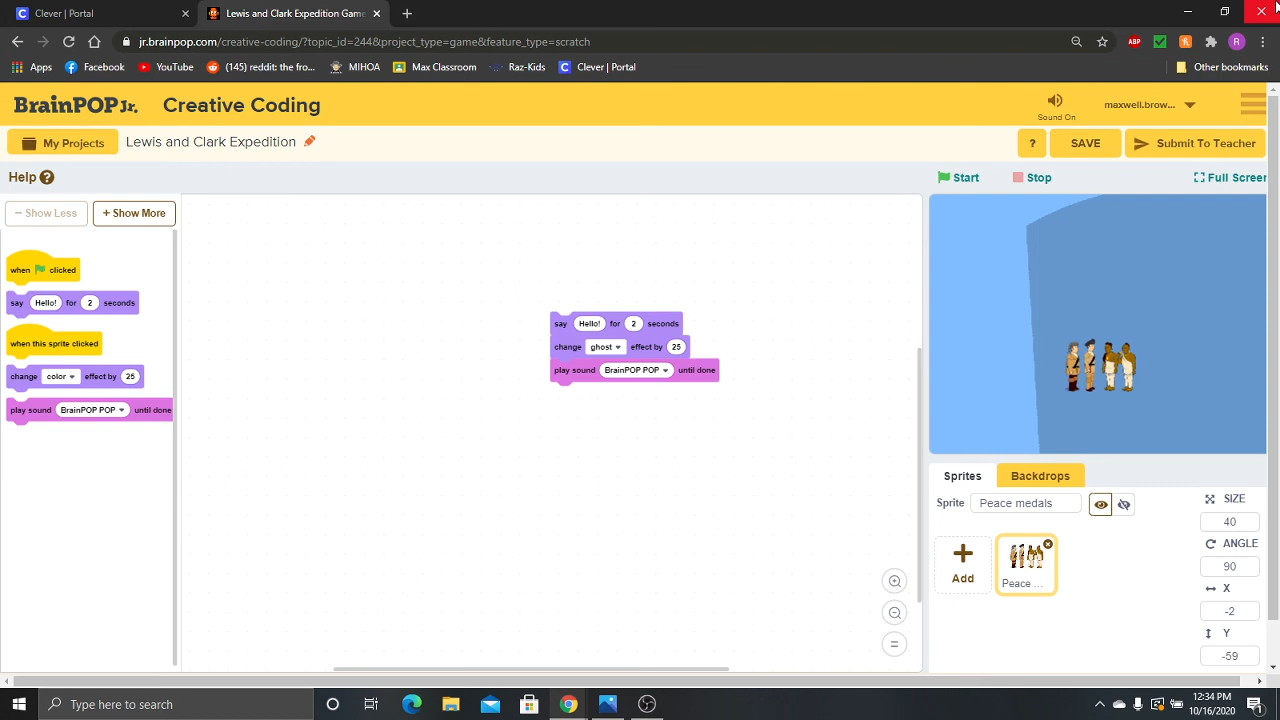 Clever | Portal
Lewis and Clark Expedition Game
jr.brainpop.com/creative-coding/?topic_id=244&project_type=game&feature_type=scratch
ABP
R
Apps
Facebook
YouTube
(145) reddit: the fro...
MIHOA
Max Classroom
Raz-Kids
Clever | Portal
Other bookmarks
BrainPOP Jr.
Creative Coding
Sound On
maxwell.brow...
My Projects
Lewis and Clark Expedition
?
SAVE
Submit To Teacher
Help ?
Start
Stop
Full Screen
− Show Less
+ Show More
when clicked
say Hello! for 2 seconds
when this sprite clicked
change color effect by 25
play sound BrainPOP POP until done
say Hello! for 2 seconds
change ghost effect by 25
play sound BrainPOP POP until done
Sprites
Backdrops
Sprite
Peace medals
SIZE
40
ANGLE
90
X
-2
Y
-59
Add
Peace ...
Type here to search
12:34 PM
10/16/2020
1